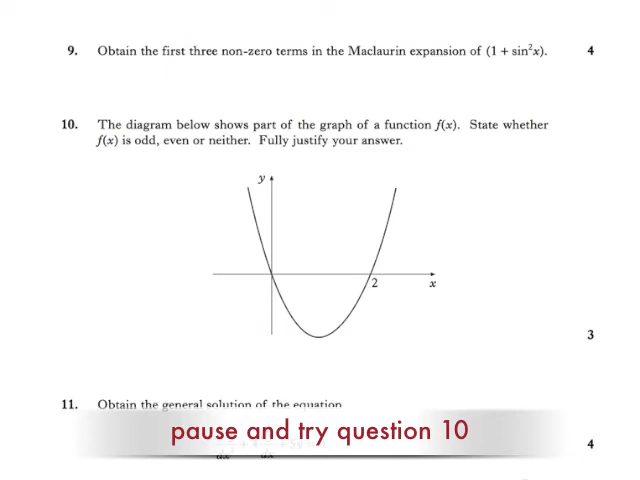 9. Obtain the first three non-zero terms in the Maclaurin expansion of (1 + sin²x). 4
10. The diagram below shows part of the graph of a function f(x). State whether
f(x) is odd, even or neither. Fully justify your answer.
y
2
x
3
11. Obtain the general solution of the equation
pause and try question 10
4